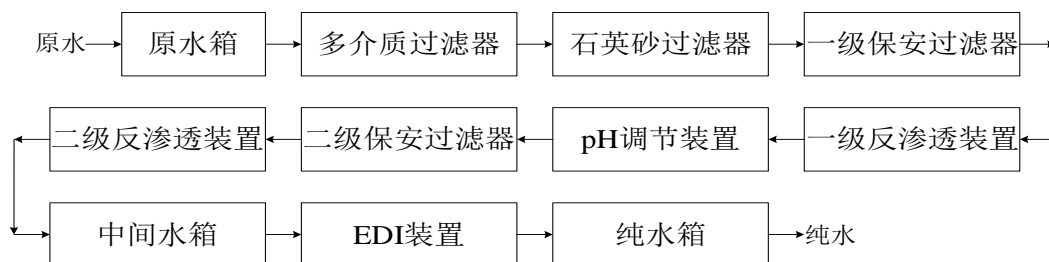 原水 原水箱 多介质过滤器 石英砂过滤器 一级保安过滤器
二级反渗透装置 二级保安过滤器 pH调节装置 一级反渗透装置
中间水箱 EDI装置 纯水箱 纯水